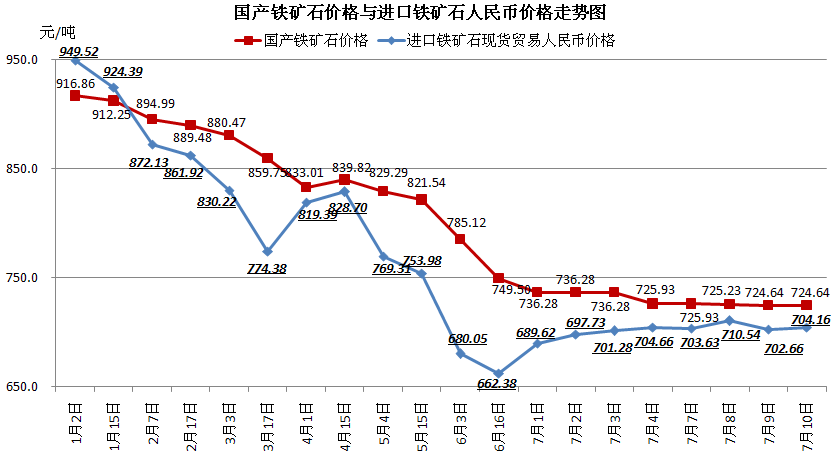 国产铁矿石价格与进口铁矿石人民币价格走势图
元/吨
国产铁矿石价格 进口铁矿石现货贸易人民币价格
950.0
850.0
750.0
650.0
949.52
924.39
916.86
912.25
894.99
889.48
880.47
859.75
833.01
839.82
829.29
821.54
872.13
861.92
830.22
774.38
819.39
828.70
769.31
753.98
785.12
749.50
736.28
736.28
736.28
725.93
725.93
725.23
724.64
724.64
680.05
662.38
689.62
697.73
701.28
704.66
703.63
710.54
702.66
704.16
1月2日
1月15日
2月7日
2月17日
3月3日
3月17日
4月1日
4月15日
5月4日
5月15日
6月3日
6月16日
7月1日
7月2日
7月3日
7月4日
7月7日
7月8日
7月9日
7月10日